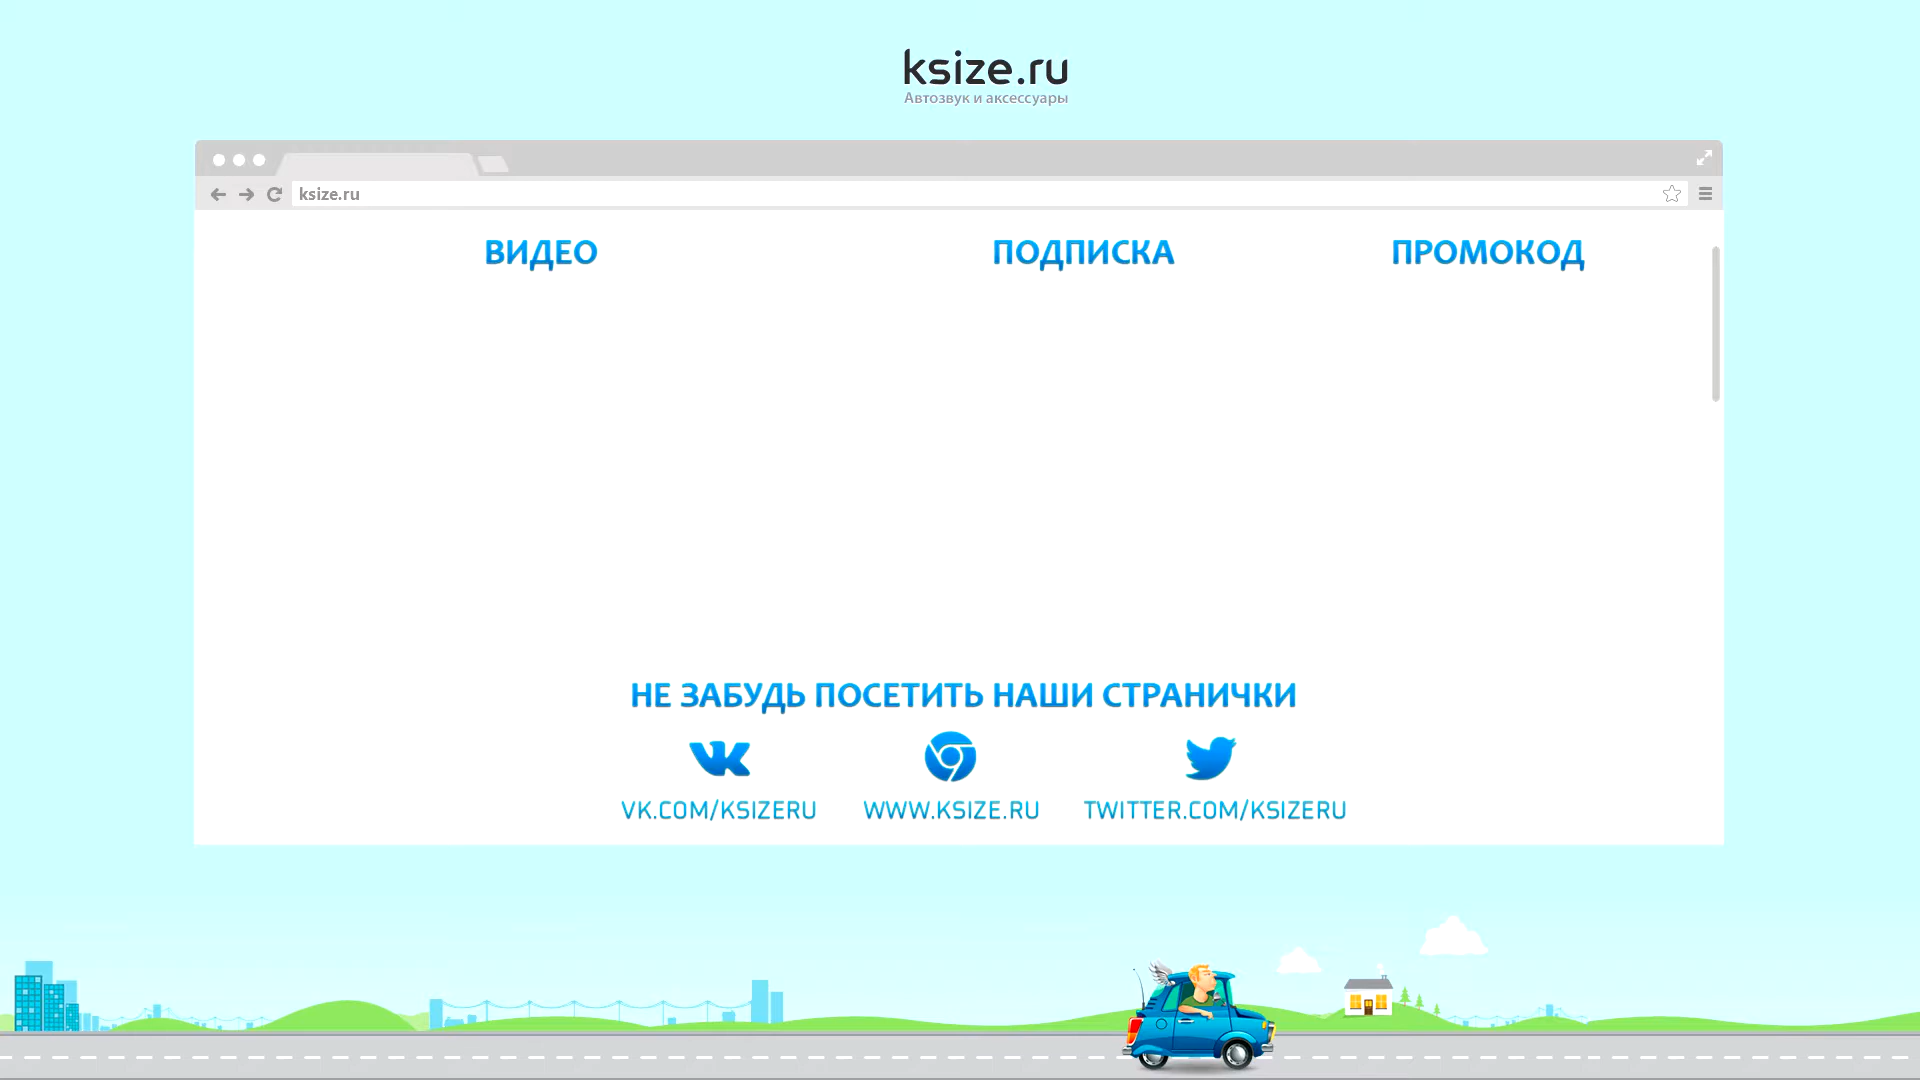 ksize.ru
Автозвук и аксессуары
ksize.ru
ВИДЕО ПОДПИСКА ПРОМОКОД
НЕ ЗАБУДЬ ПОСЕТИТЬ НАШИ СТРАНИЧКИ
VK.COM/KSIZERU WWW.KSIZE.RU TWITTER.COM/KSIZERU